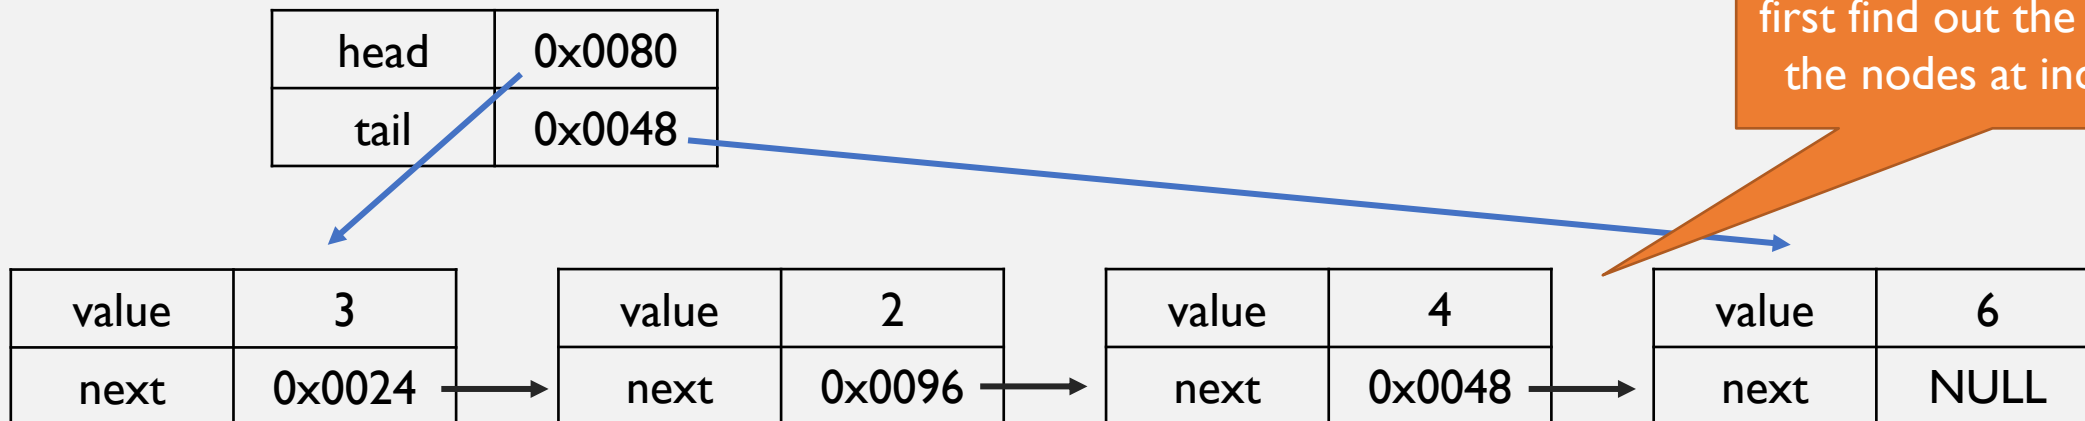 first find out the
the nodes at
head 0x0080
tail 0x0048
value 3 value 2 value 4 value 6
next 0x0024 next 0x0096 next 0x0048 next NULL